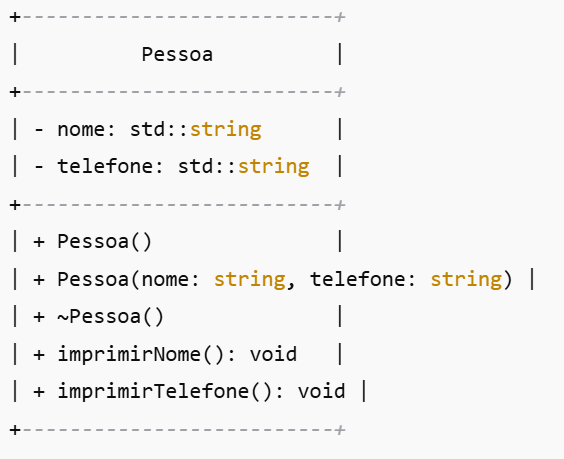 +--------------------------+
|          Pessoa          |
+--------------------------+
| - nome: std::string      |
| - telefone: std::string  |
+--------------------------+
| + Pessoa()               |
| + Pessoa(nome: string, telefone: string) |
| + ~Pessoa()              |
| + imprimirNome(): void   |
| + imprimirTelefone(): void |
+--------------------------+